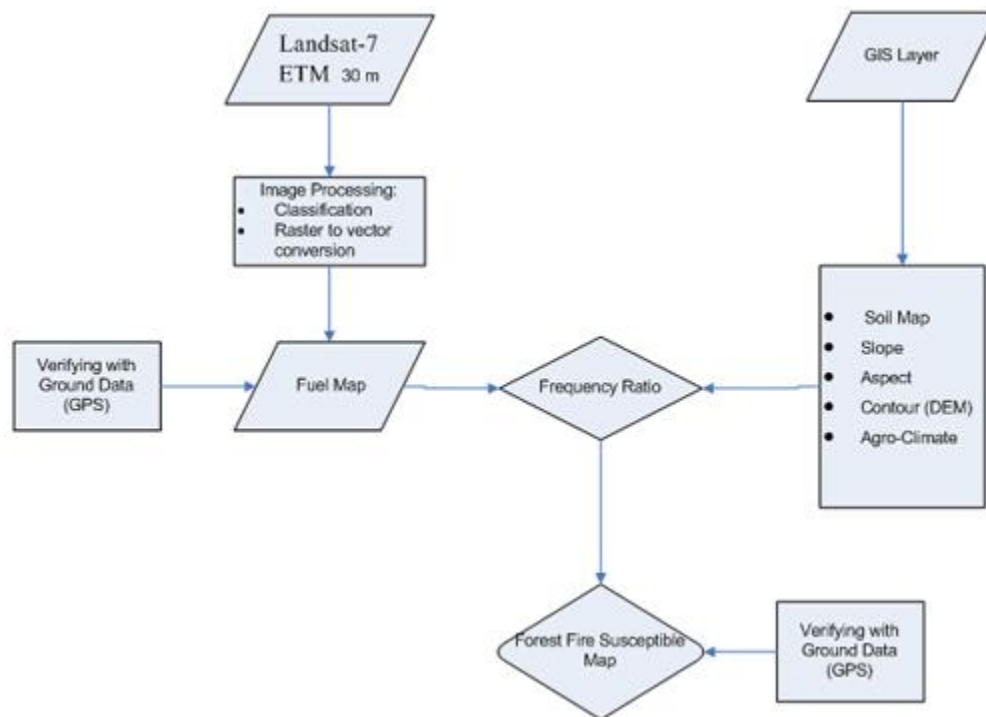 Landsat-7
ETM 30 m
GIS Layer
Image Processing:
• Classification
• Raster to vector
conversion
• Soil Map
• Slope
• Aspect
• Contour (DEM)
• Agro-Climate
Verifying with
Ground Data
(GPS)
Fuel Map
Frequency Ratio
Forest Fire Susceptible
Map
Verifying with
Ground Data
(GPS)